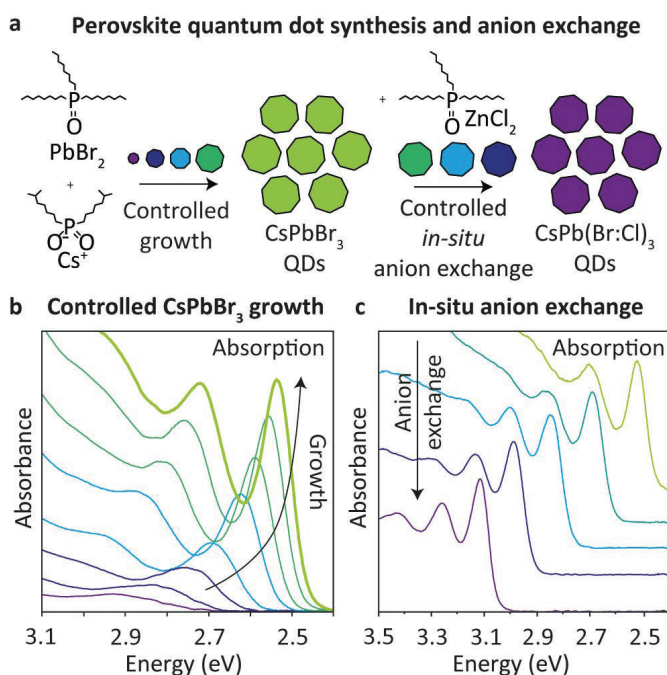 a Perovskite quantum dot synthesis and anion exchange
P
O
PbBr2
+
P
O O
Cs+
Controlled
growth
CsPbBr3
QDs
+
P
O
ZnCl2
Controlled
in-situ
anion exchange
CsPb(Br:Cl)3
QDs
b Controlled CsPbBr3 growth
Absorption
Growth
Absorbance
3.1 2.9 2.7 2.5
Energy (eV)
c In-situ anion exchange
Absorption
Anion
exchange
Absorbance
3.5 3.3 3.1 2.9 2.7 2.5
Energy (eV)